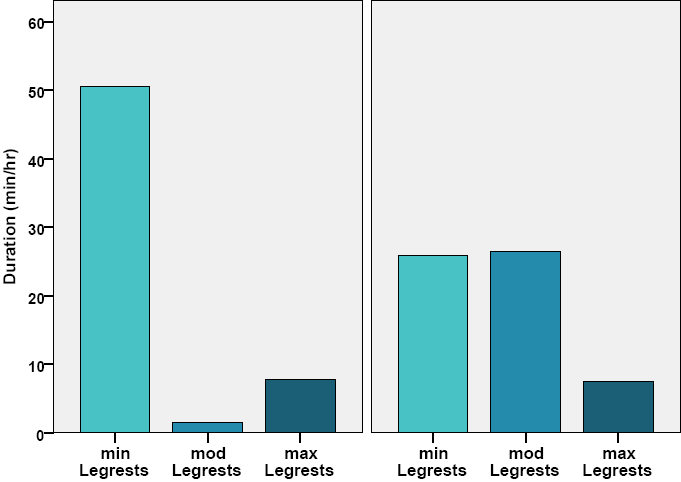 Duration (min/hr)
60
50
40
30
20
10
0
min
Legrests
mod
Legrests
max
Legrests
min
Legrests
mod
Legrests
max
Legrests